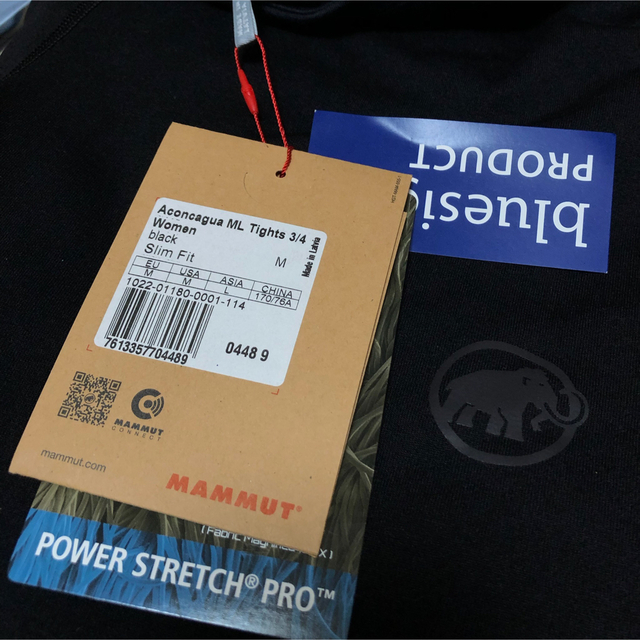 Aconcagua ML Tights 3/4
Women
black
Slim Fit M
Made in Latvia
EU USA ASIA CHINA
M M L 170/76A
1022-01180-0001-114
7613357704489
0448 9
MAMMUT
CONNECT
mammut.com
MAMMUT
POWER STRETCH® PRO™
PRODUCT